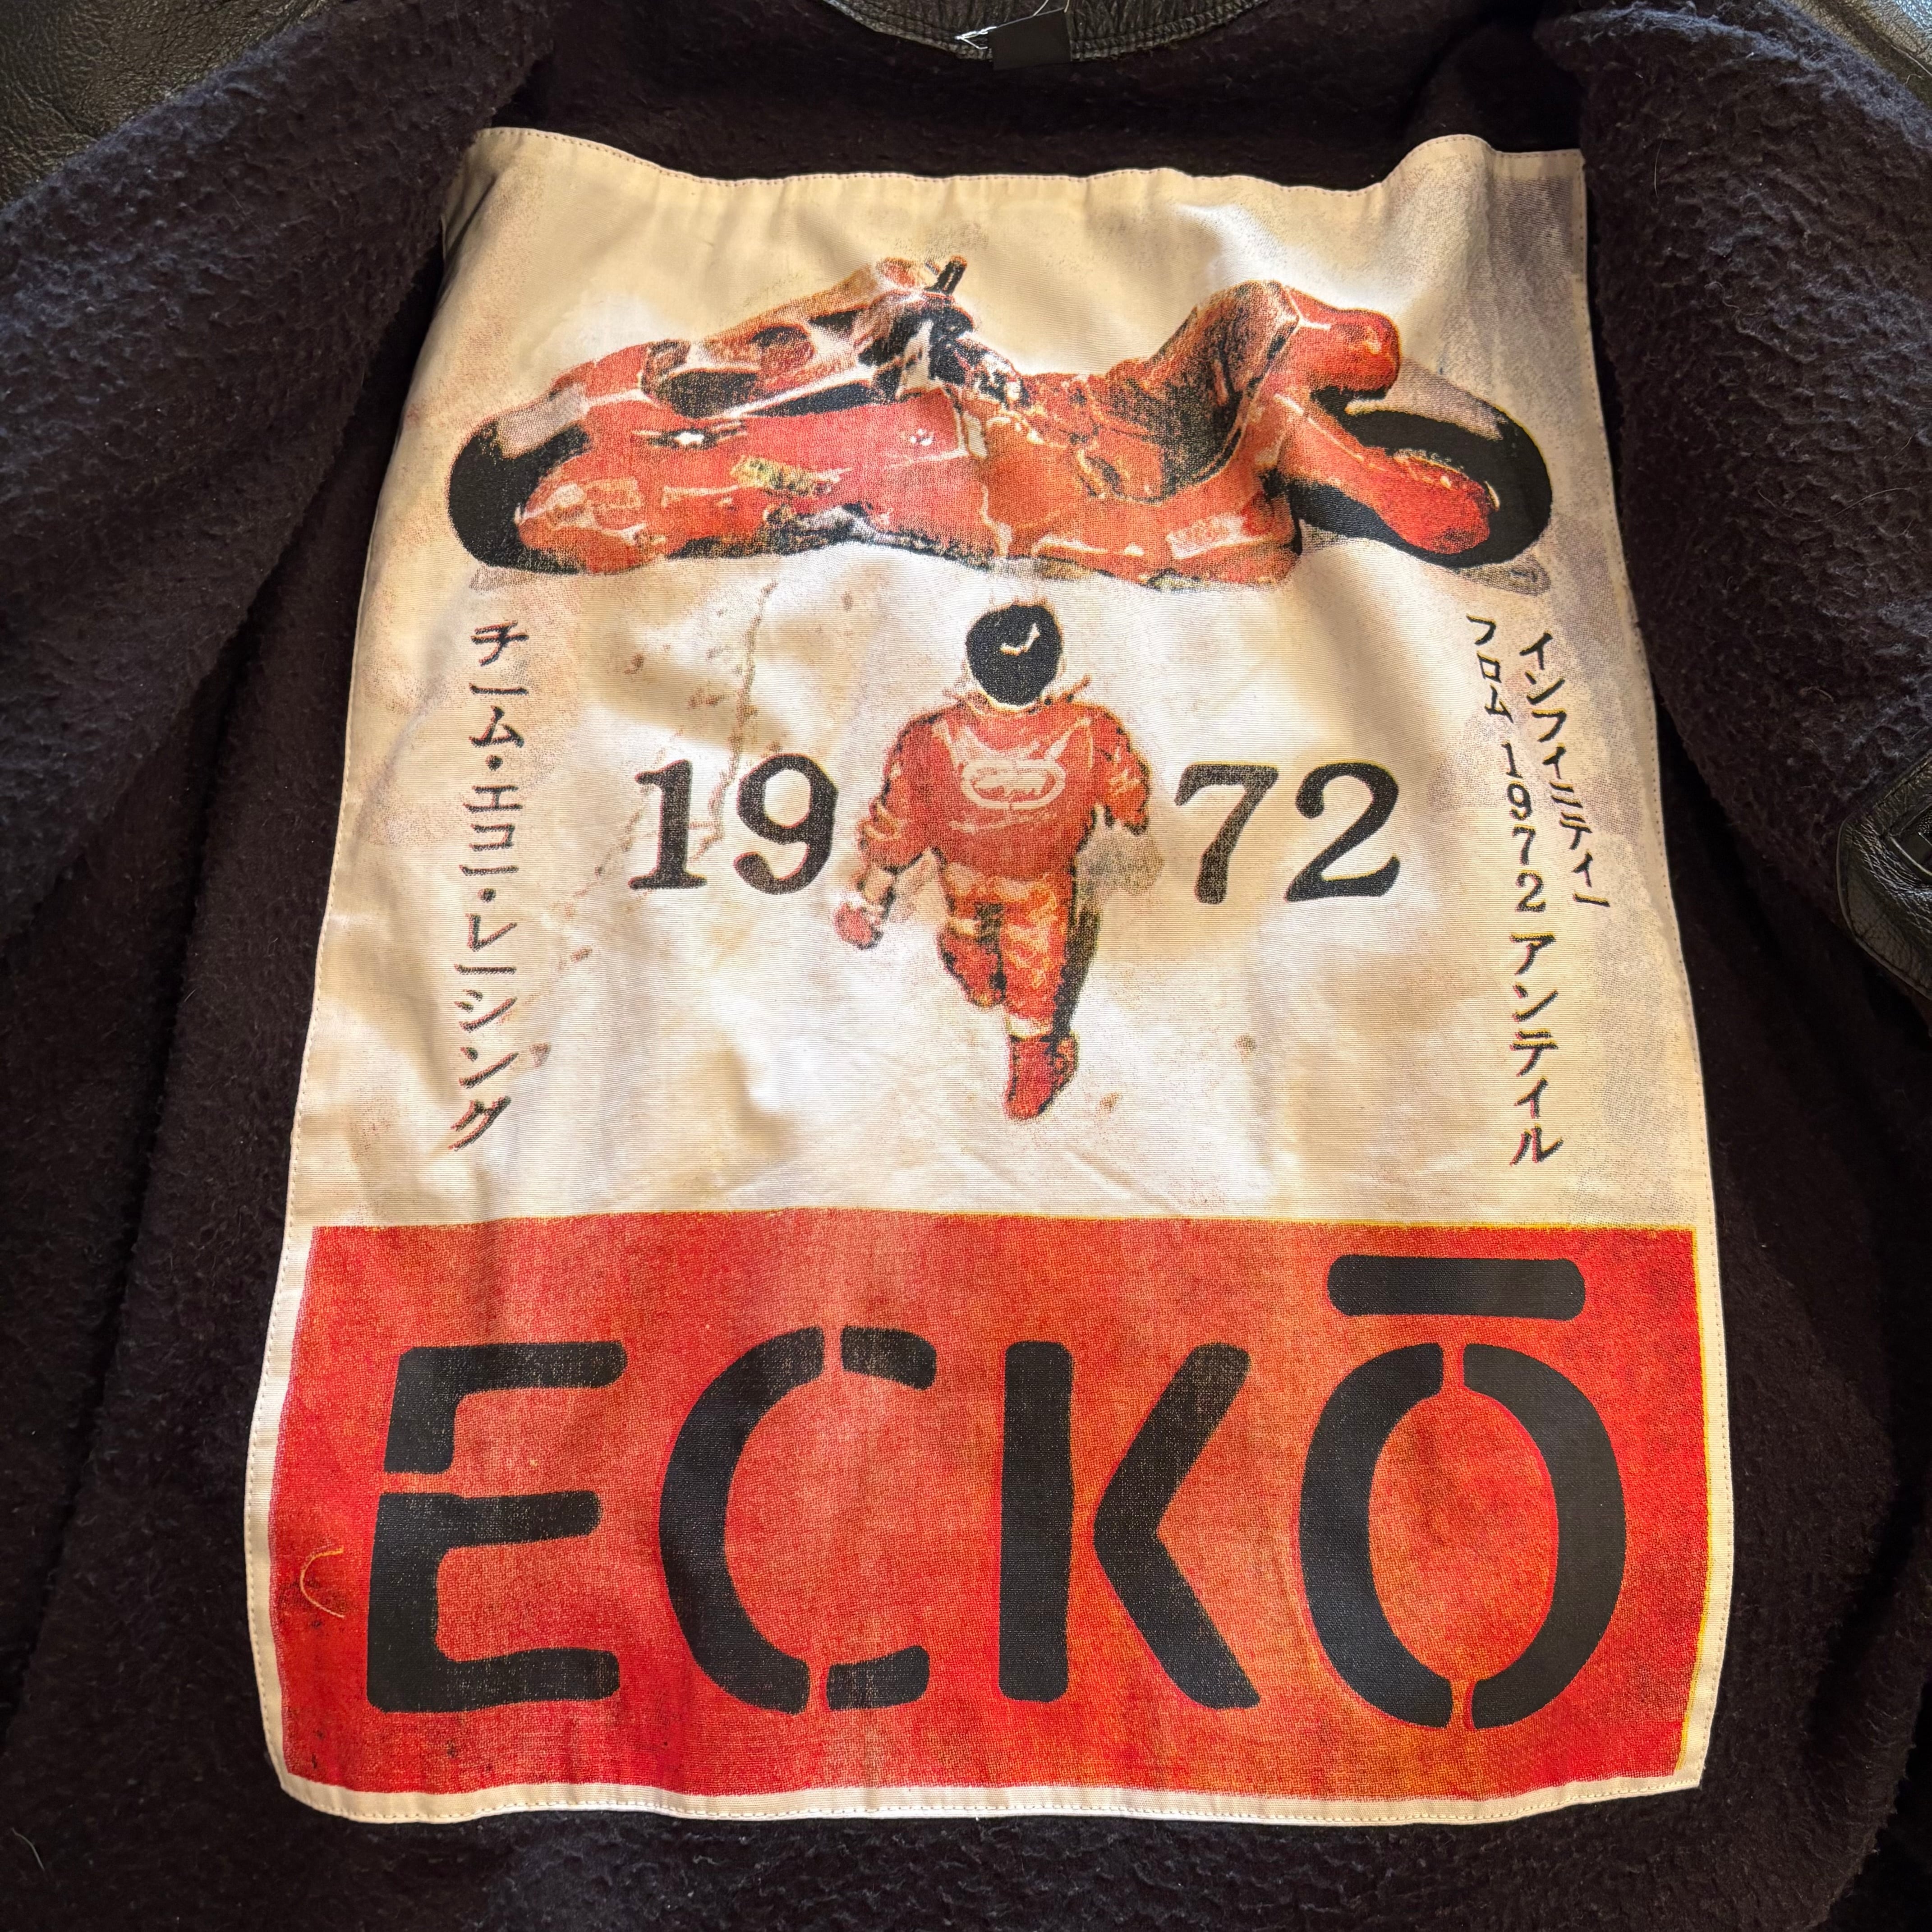 チーム・エコー・レーシング
19 72
インフィニティー
フロム 1972 アンティル
ECKŌ